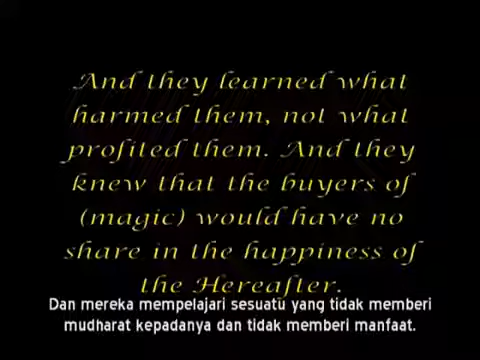 And they learned what
harmed them, not what
profited them. And they
knew that the buyers of
(magic) would have no
share in the happiness of
the Hereafter.
Dan mereka mempelajari sesuatu yang tidak memberi
mudharat kepadanya dan tidak memberi manfaat.